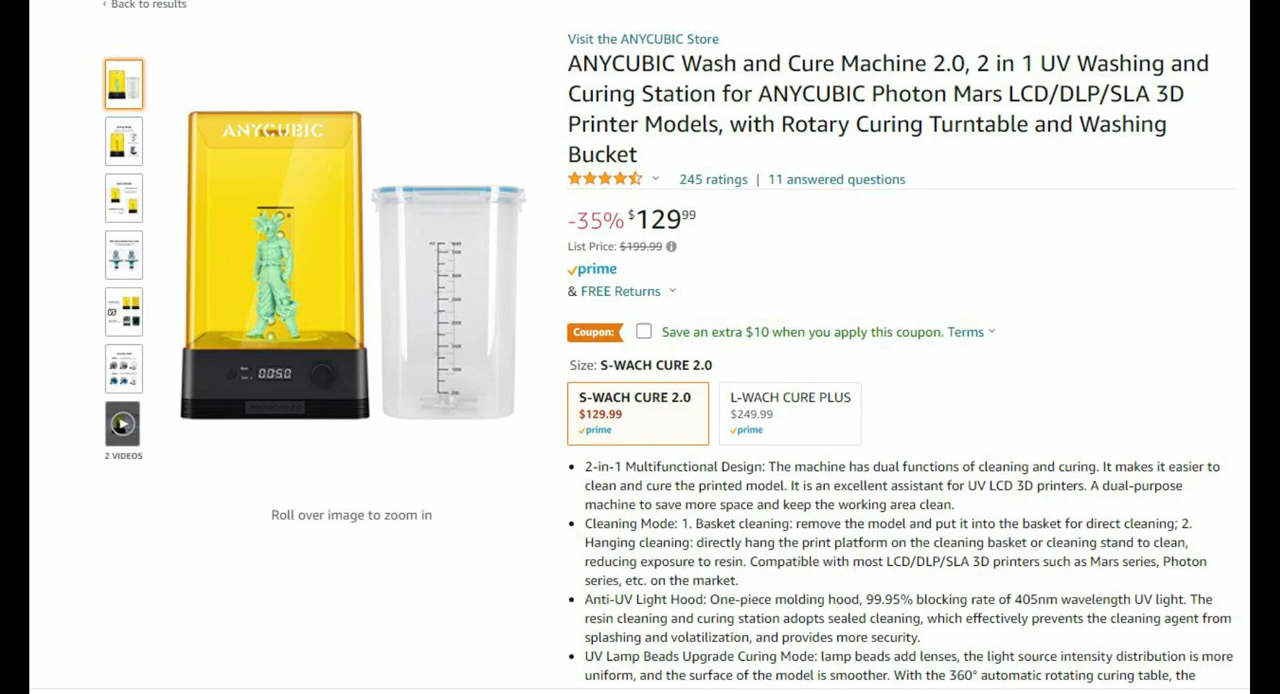 ‹ Back to results
Visit the ANYCUBIC Store
ANYCUBIC Wash and Cure Machine 2.0, 2 in 1 UV Washing and
Curing Station for ANYCUBIC Photon Mars LCD/DLP/SLA 3D
Printer Models, with Rotary Curing Turntable and Washing
Bucket
245 ratings | 11 answered questions
-35% $129 99
List Price: $199.99
prime
& FREE Returns
Coupon: Save an extra $10 when you apply this coupon. Terms
Size: S-WACH CURE 2.0
S-WACH CURE 2.0
$129.99
prime
L-WACH CURE PLUS
$249.99
prime
• 2-in-1 Multifunctional Design: The machine has dual functions of cleaning and curing. It makes it easier to
clean and cure the printed model. It is an excellent assistant for UV LCD 3D printers. A dual-purpose
machine to save more space and keep the working area clean.
• Cleaning Mode: 1. Basket cleaning: remove the model and put it into the basket for direct cleaning; 2.
Hanging cleaning: directly hang the print platform on the cleaning basket or cleaning stand to clean,
reducing exposure to resin. Compatible with most LCD/DLP/SLA 3D printers such as Mars series, Photon
series, etc. on the market.
• Anti-UV Light Hood: One-piece molding hood, 99.95% blocking rate of 405nm wavelength UV light. The
resin cleaning and curing station adopts sealed cleaning, which effectively prevents the cleaning agent from
splashing and volatilization, and provides more security.
• UV Lamp Beads Upgrade Curing Mode: lamp beads add lenses, the light source intensity distribution is more
uniform, and the surface of the model is smoother. With the 360° automatic rotating curing table, the
ANYCUBIC
00:50
2 VIDEOS
Roll over image to zoom in